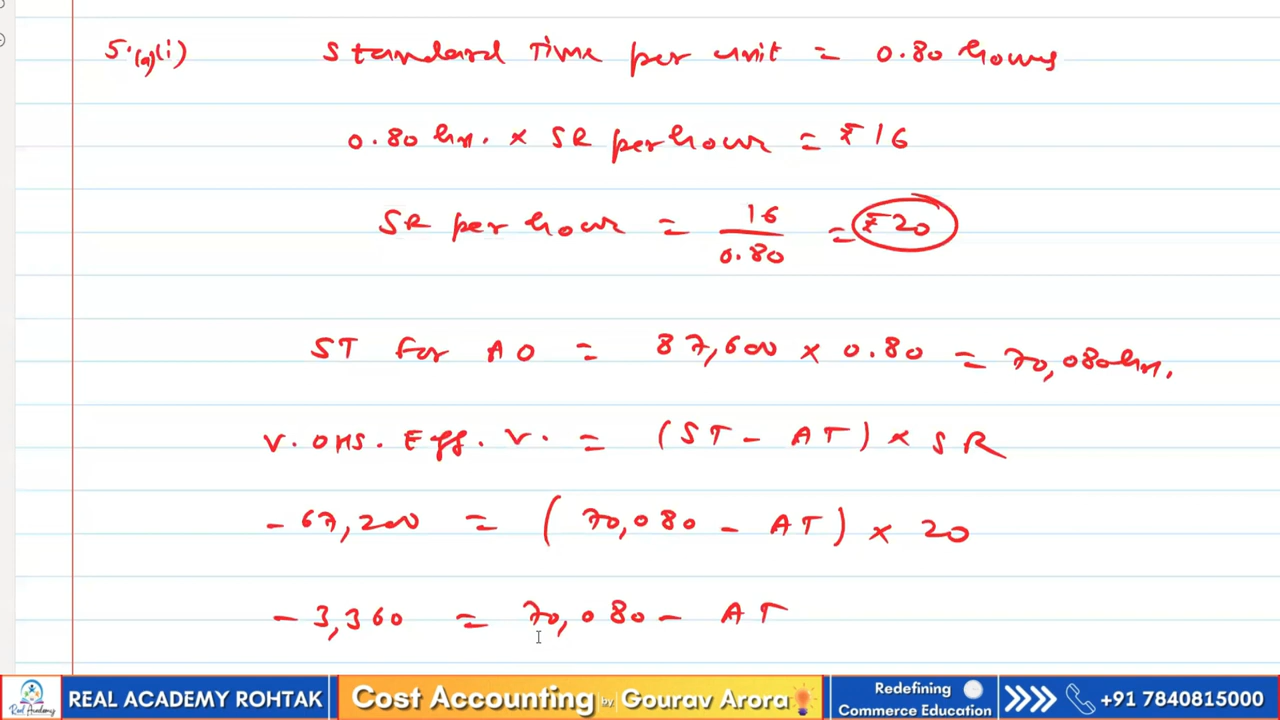 5.(a)(i) Standard Time per unit = 0.80 hours
0.80 hr. × SR per hour = ₹16
SR per hour = 16/0.80 = ₹20
ST for AO = 87,600 × 0.80 = 70,080 hr.
V. OHS. Eff. V. = (ST - AT) × SR
- 67,200 = (70,080 - AT) × 20
- 3,360 = 70,080 - AT
Real Academy
REAL ACADEMY ROHTAK
Cost Accounting by: Gourav Arora
Redefining
Commerce Education
+91 7840815000